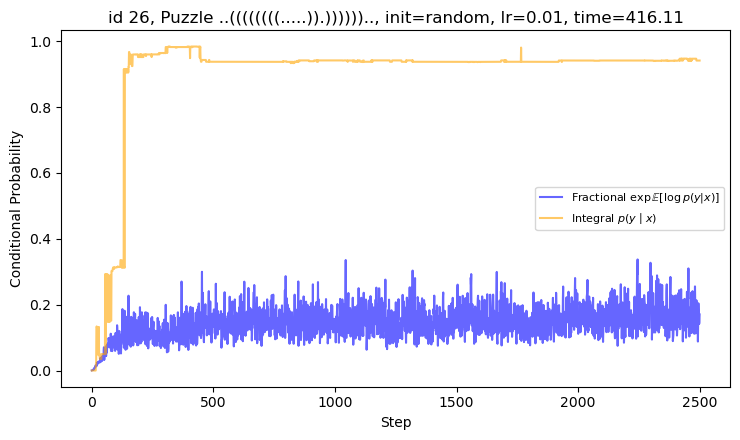 id 26, Puzzle ..((((((((.....)).)))))).., init=random, lr=0.01, time=416.11
Conditional Probability
1.0
0.8
0.6
0.4
0.2
0.0
Fractional exp𝔼[log p(y|x)]
Integral p(y | x)
0 500 1000 1500 2000 2500
Step